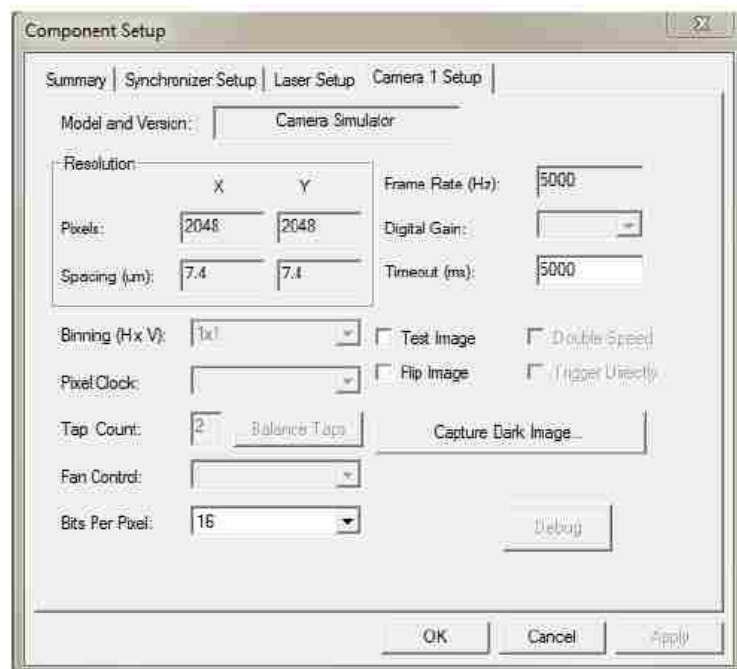 Component Setup
Summary Synchronizer Setup Laser Setup Camera 1 Setup
Model and Version: Camera Simulator
Resolution
X Y
Pixels: 2048 2048
Spacing (um): 7.4 7.4
Frame Rate (Hz): 5000
Digital Gain:
Timeout (ms): 5000
Binning (H x V): 1x1
Pixel Clock:
Tap Count: 2 Balance Taps
Fan Control:
Bits Per Pixel: 16
Test Image Double Speed
Flip Image Trigger Directly
Capture Dark Image...
Debug
OK Cancel Apply